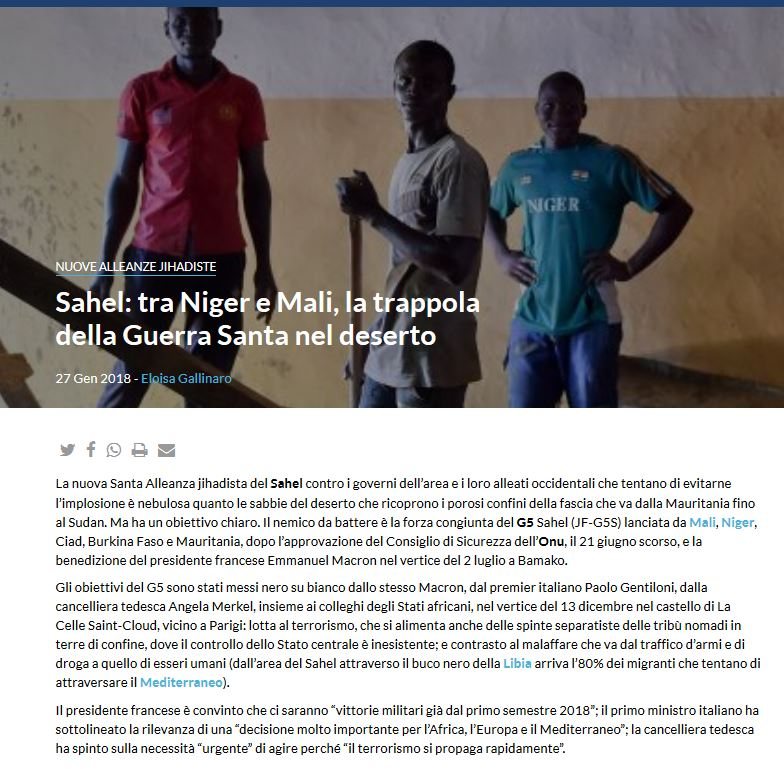 NIGER
NUOVE ALLEANZE JIHADISTE
Sahel: tra Niger e Mali, la trappola
della Guerra Santa nel deserto
27 Gen 2018 - Eloisa Gallinaro
La nuova Santa Alleanza jihadista del Sahel contro i governi dell’area e i loro alleati occidentali che tentano di evitarne
l’implosione è nebulosa quanto le sabbie del deserto che ricoprono i porosi confini della fascia che va dalla Mauritania fino
al Sudan. Ma ha un obiettivo chiaro. Il nemico da battere è la forza congiunta del G5 Sahel (JF-G5S) lanciata da Mali, Niger,
Ciad, Burkina Faso e Mauritania, dopo l’approvazione del Consiglio di Sicurezza dell’Onu, il 21 giugno scorso, e la
benedizione del presidente francese Emmanuel Macron nel vertice del 2 luglio a Bamako.
Gli obiettivi del G5 sono stati messi nero su bianco dallo stesso Macron, dal premier italiano Paolo Gentiloni, dalla
cancelliera tedesca Angela Merkel, insieme ai colleghi degli Stati africani, nel vertice del 13 dicembre nel castello di La
Celle Saint-Cloud, vicino a Parigi: lotta al terrorismo, che si alimenta anche delle spinte separatiste delle tribù nomadi in
terre di confine, dove il controllo dello Stato centrale è inesistente; e contrasto al malaffare che va dal traffico d’armi e di
droga a quello di esseri umani (dall’area del Sahel attraverso il buco nero della Libia arriva l’80% dei migranti che tentano di
attraversare il Mediterraneo).
Il presidente francese è convinto che ci saranno “vittorie militari già dal primo semestre 2018”; il primo ministro italiano ha
sottolineato la rilevanza di una “decisione molto importante per l’Africa, l’Europa e il Mediterraneo”; la cancelliera tedesca
ha spinto sulla necessità “urgente” di agire perché “il terrorismo si propaga rapidamente”.